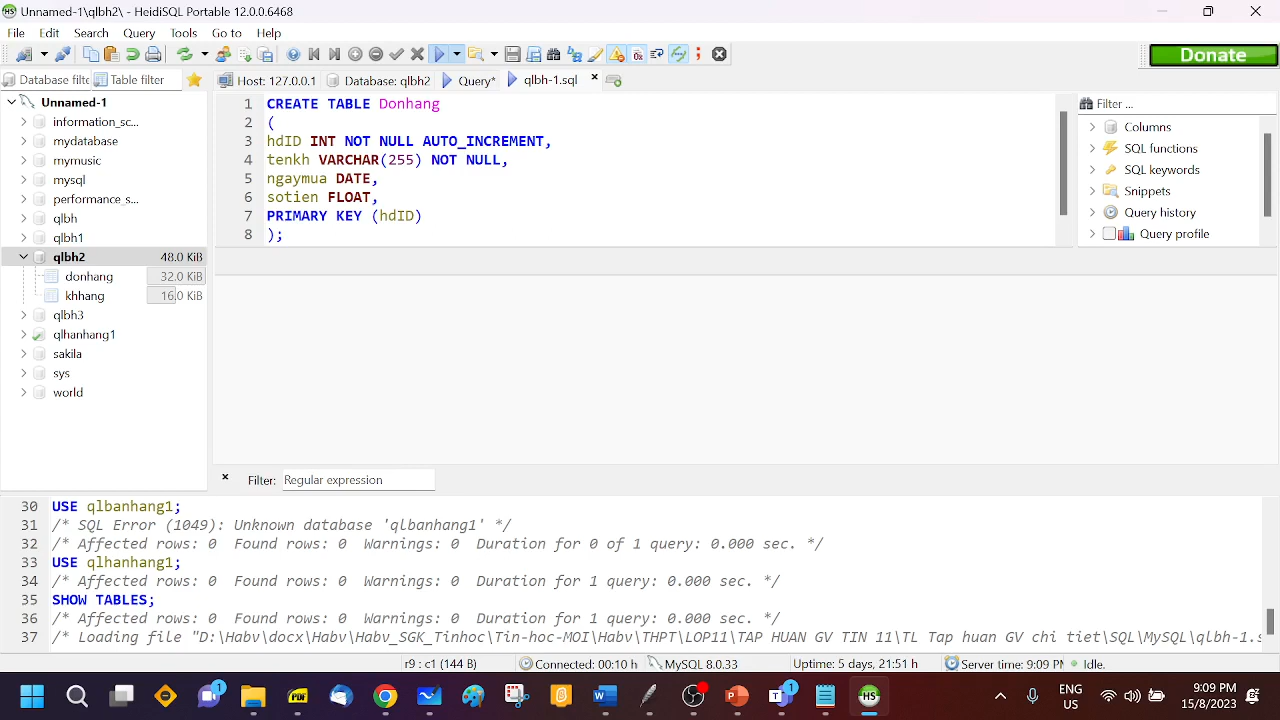 Unnamed-1\qlbh2\ - HeidiSQL Portable 12.0.0.6468
File Edit Search Query Tools Go to Help
Donate
Database filte Table filter
Host: 127.0.0.1 Database: qlbh2 Query* qlbh-1.sql
Unnamed-1
information_sc...
mydatabase
mymusic
mysql
performance_s...
qlbh
qlbh1
qlbh2 48.0 KiB
donhang 32.0 KiB
khhang 16.0 KiB
qlbh3
qlhanhang1
sakila
sys
world
1 CREATE TABLE Donhang
2 (
3 hdID INT NOT NULL AUTO_INCREMENT,
4 tenkh VARCHAR(255) NOT NULL,
5 ngaymua DATE,
6 sotien FLOAT,
7 PRIMARY KEY (hdID)
8 );
Filter ...
Columns
SQL functions
SQL keywords
Snippets
Query history
Query profile
Filter: Regular expression
30 USE qlbanhang1;
31 /* SQL Error (1049): Unknown database 'qlbanhang1' */
32 /* Affected rows: 0 Found rows: 0 Warnings: 0 Duration for 0 of 1 query: 0.000 sec. */
33 USE qlhanhang1;
34 /* Affected rows: 0 Found rows: 0 Warnings: 0 Duration for 1 query: 0.000 sec. */
35 SHOW TABLES;
36 /* Affected rows: 0 Found rows: 0 Warnings: 0 Duration for 1 query: 0.000 sec. */
37 /* Loading file "D:\Habv\docx\Habv\Habv_SGK_Tinhoc\Tin-hoc-MOI\Habv\THPT\LOP11\TAP HUAN GV TIN 11\TL Tap huan GV chi tiet\SQL\MySQL\qlbh-1.s
r9 : c1 (144 B) Connected: 00:10 h MySQL 8.0.33 Uptime: 5 days, 21:51 h Server time: 9:09 PM Idle.
ENG
US
9:09 PM
15/8/2023